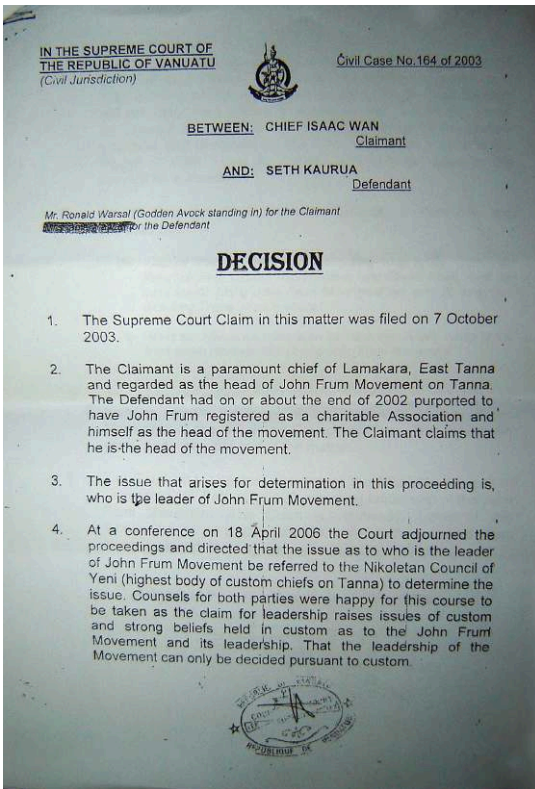 IN THE SUPREME COURT OF
THE REPUBLIC OF VANUATU
(Civil Jurisdiction)
Civil Case No.164 of 2003
BETWEEN: CHIEF ISAAC WAN
Claimant
AND: SETH KAURUA
Defendant
Mr. Ronald Warsal (Godden Avock standing in) for the Claimant
for the Defendant
DECISION
1. The Supreme Court Claim in this matter was filed on 7 October
2003.
2. The Claimant is a paramount chief of Lamakara, East Tanna
and regarded as the head of John Frum Movement on Tanna.
The Defendant had on or about the end of 2002 purported to
have John Frum registered as a charitable Association and
himself as the head of the movement. The Claimant claims that
he is the head of the movement.
3. The issue that arises for determination in this proceeding is,
who is the leader of John Frum Movement.
4. At a conference on 18 April 2006 the Court adjourned the
proceedings and directed that the issue as to who is the leader
of John Frum Movement be referred to the Nikoletan Council of
Yeni (highest body of custom chiefs on Tanna) to determine the
issue. Counsels for both parties were happy for this course to
be taken as the claim for leadership raises issues of custom
and strong beliefs held in custom as to the John Frum
Movement and its leadership. That the leadership of the
Movement can only be decided pursuant to custom.
REPUBLIQUE DE